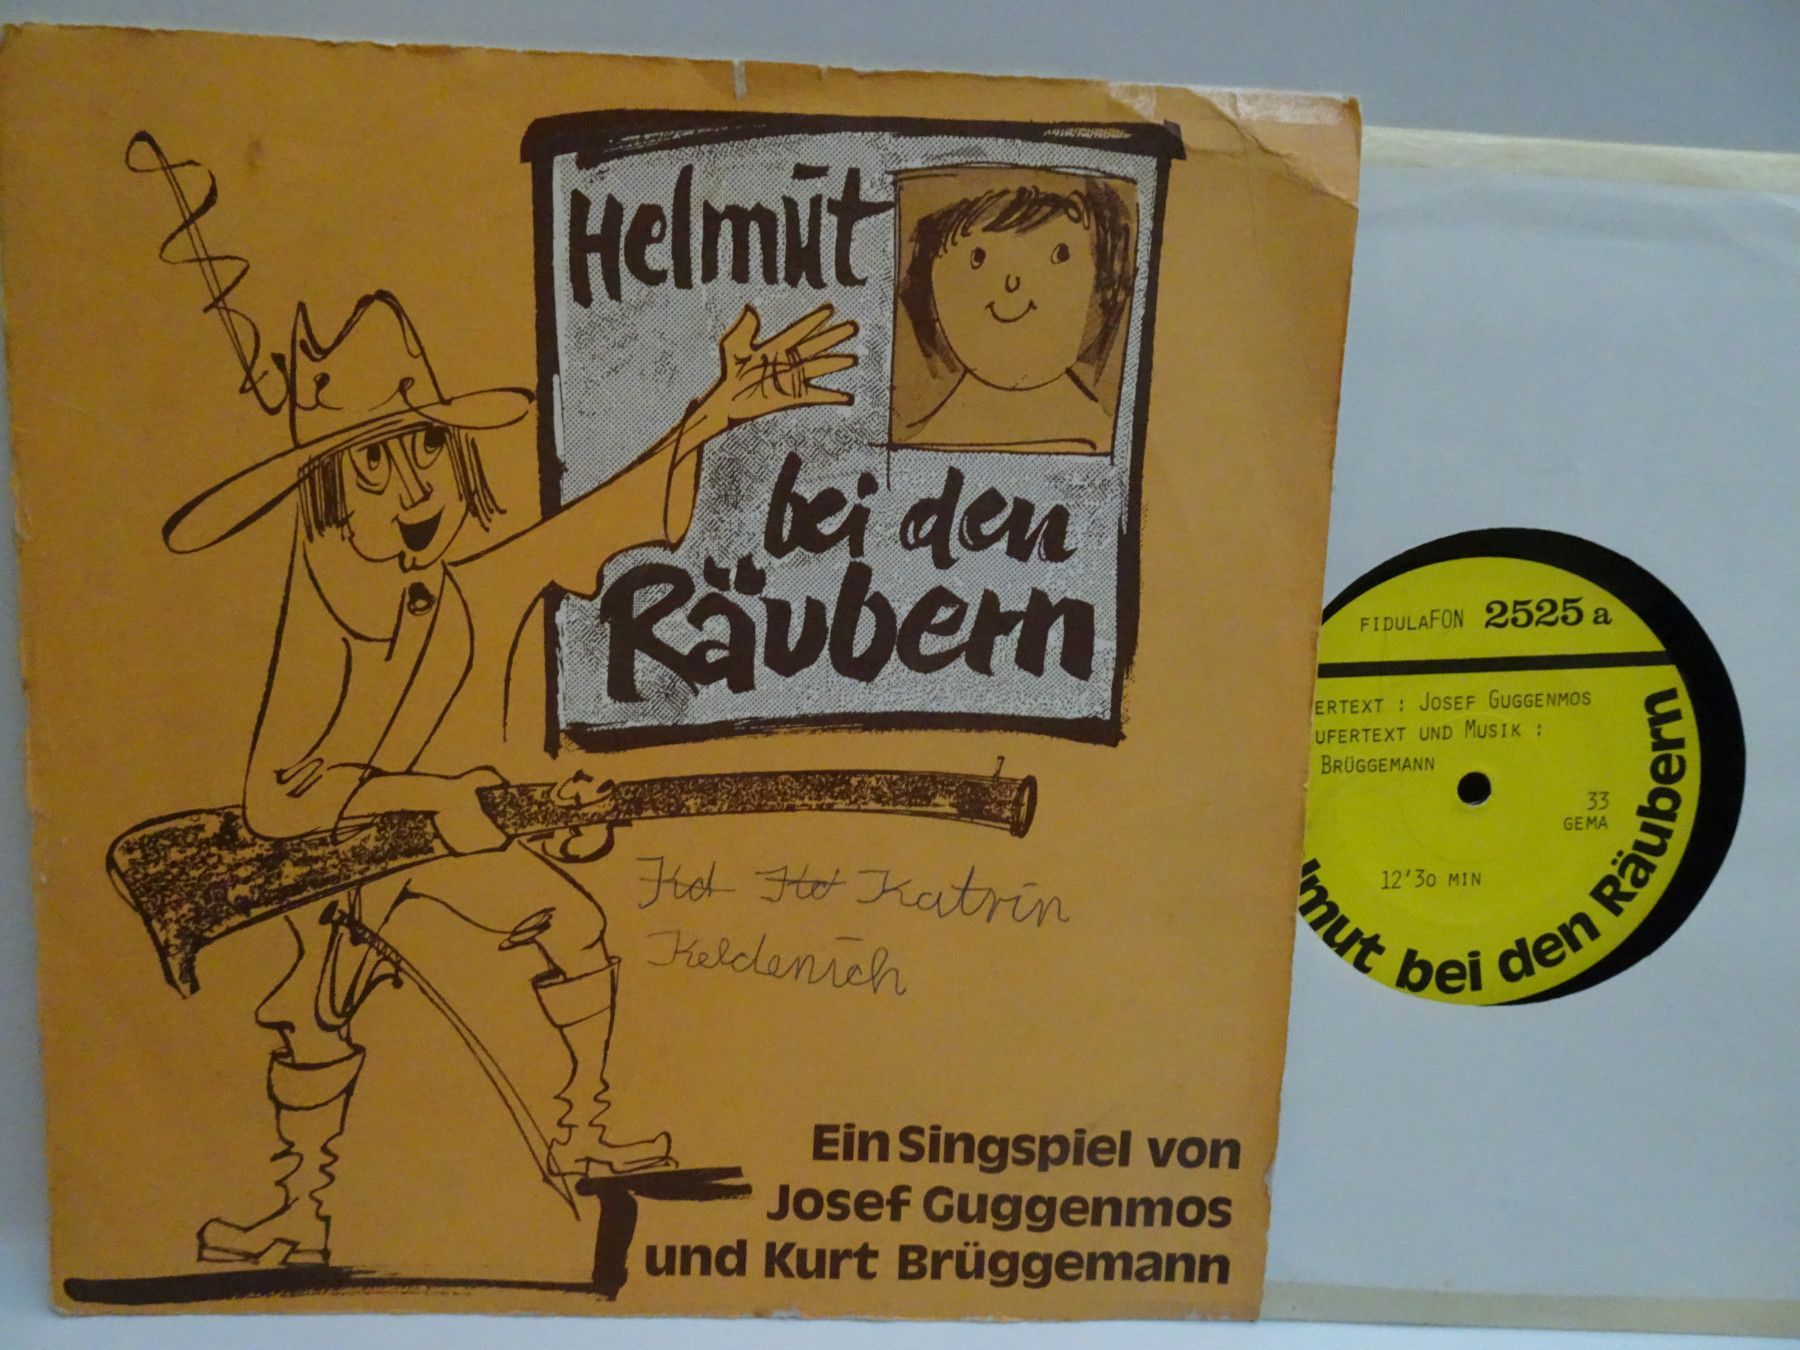 Helmut
bei den
Räubern
Katrin
Keldenich
Ein Singspiel von
Josef Guggenmos
und Kurt Brüggemann
FIDULAFON 2525 a
ERTEXT : JOSEF GUGGENMOS
UFERTEXT UND MUSIK :
BRÜGGEMANN
33
GEMA
12'30 MIN
lmut bei den Räubern